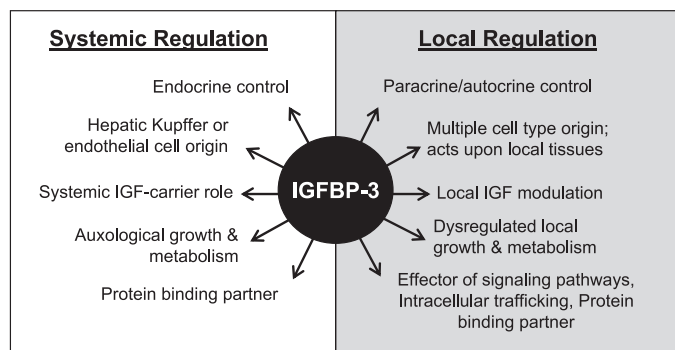 Systemic Regulation
Endocrine control
Hepatic Kupffer or
endothelial cell origin
Systemic IGF-carrier role
Auxological growth &
metabolism
Protein binding partner
IGFBP-3
Local Regulation
Paracrine/autocrine control
Multiple cell type origin;
acts upon local tissues
Local IGF modulation
Dysregulated local
growth & metabolism
Effector of signaling pathways,
Intracellular trafficking, Protein
binding partner